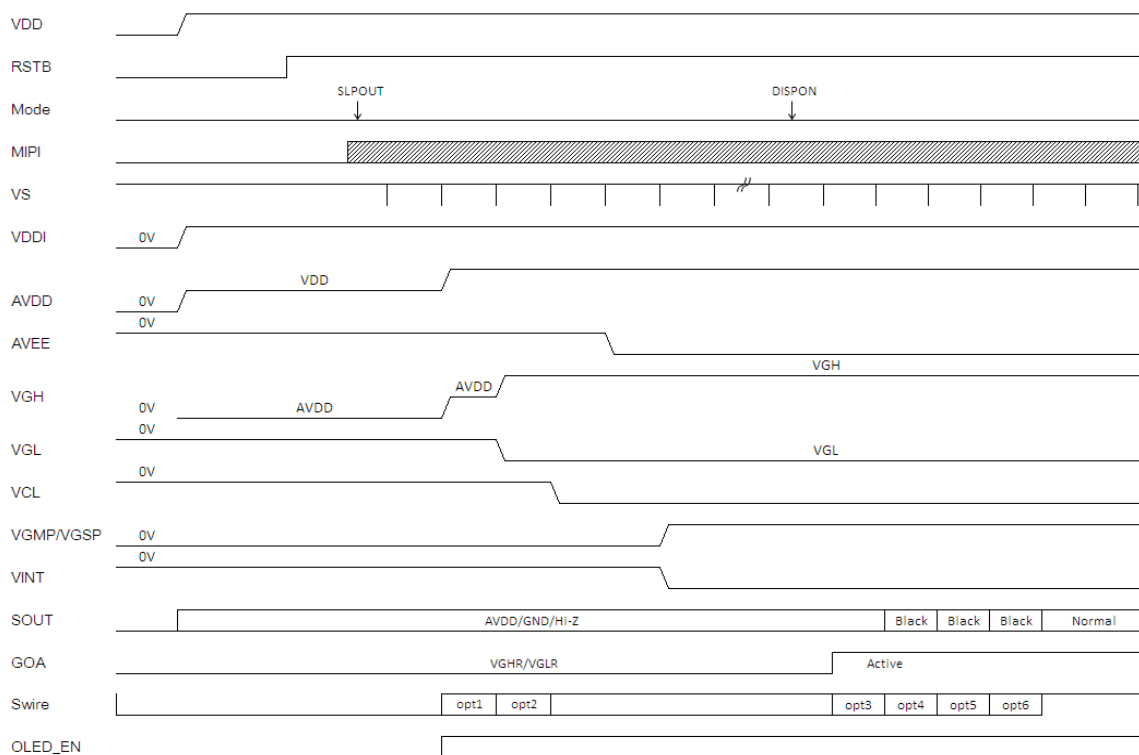 VDD
RSTB
SLPOUT DISPON
Mode
MIPI
VS
VDDI 0V
VDD
AVDD 0V
0V
AVEE
VGH
AVDD
VGH 0V AVDD
0V
VGL VGL
0V
VCL
VGMP/VGSP 0V
0V
VINT
SOUT AVDD/GND/Hi-Z Black Black Black Normal
GOA VGHR/VGLR Active
Swire opt1 opt2 opt3 opt4 opt5 opt6
OLED_EN